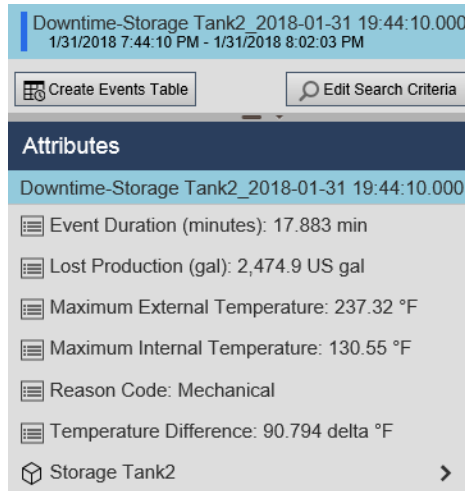 Downtime-Storage Tank2_2018-01-31 19:44:10.000
1/31/2018 7:44:10 PM - 1/31/2018 8:02:03 PM
Create Events Table
Edit Search Criteria
Attributes
Downtime-Storage Tank2_2018-01-31 19:44:10.000
Event Duration (minutes): 17.883 min
Lost Production (gal): 2,474.9 US gal
Maximum External Temperature: 237.32 °F
Maximum Internal Temperature: 130.55 °F
Reason Code: Mechanical
Temperature Difference: 90.794 delta °F
Storage Tank2